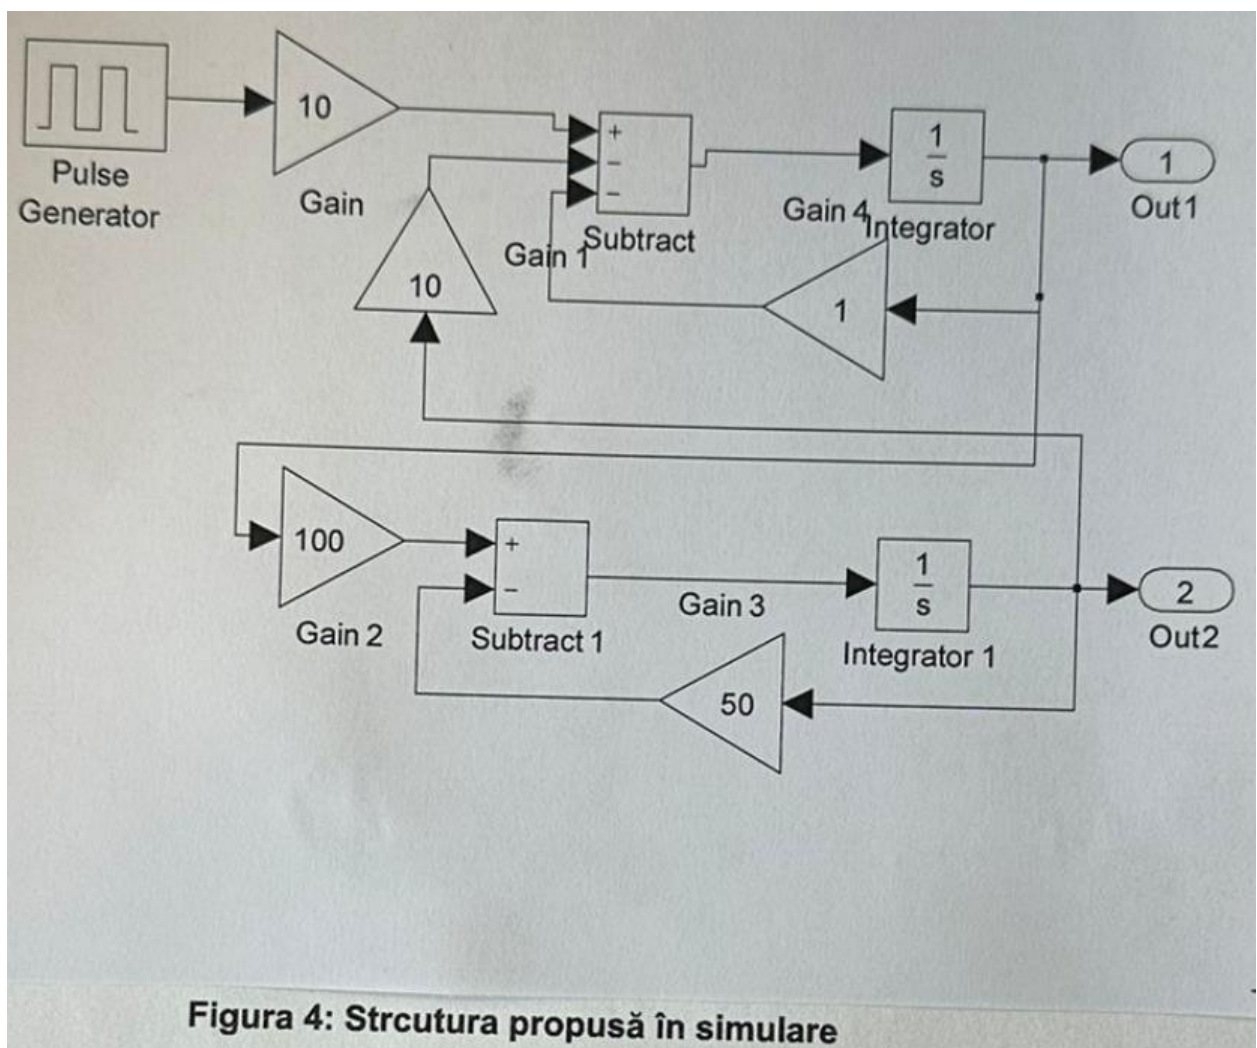 Pulse
Generator
10
Gain
+
−
−
Subtract
1
s
Gain 4
Integrator
1
Out1
10
Gain 1
1
100
Gain 2
+
−
Subtract 1
Gain 3
1
s
Integrator 1
2
Out2
50
Figura 4: Strcutura propusă în simulare